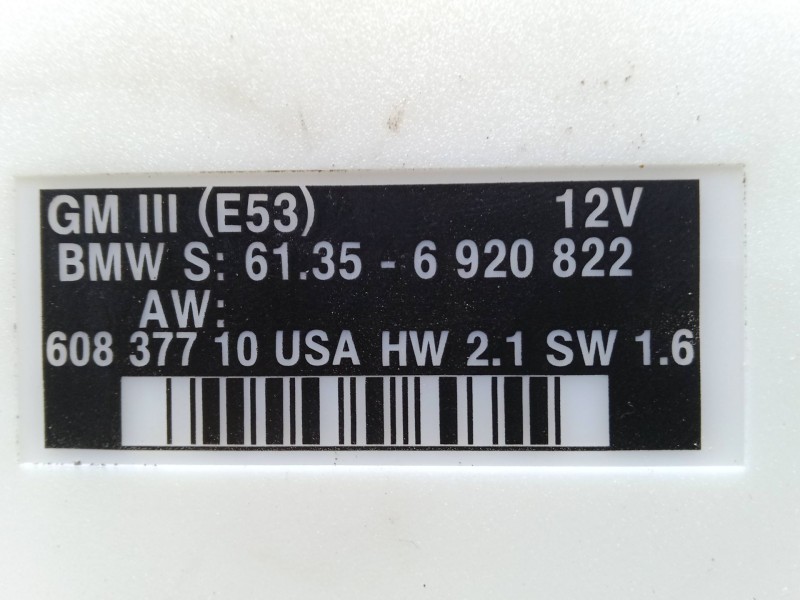 GM III (E53) 12V
BMW S: 61.35 - 6 920 822
AW:
608 377 10 USA HW 2.1 SW 1.6